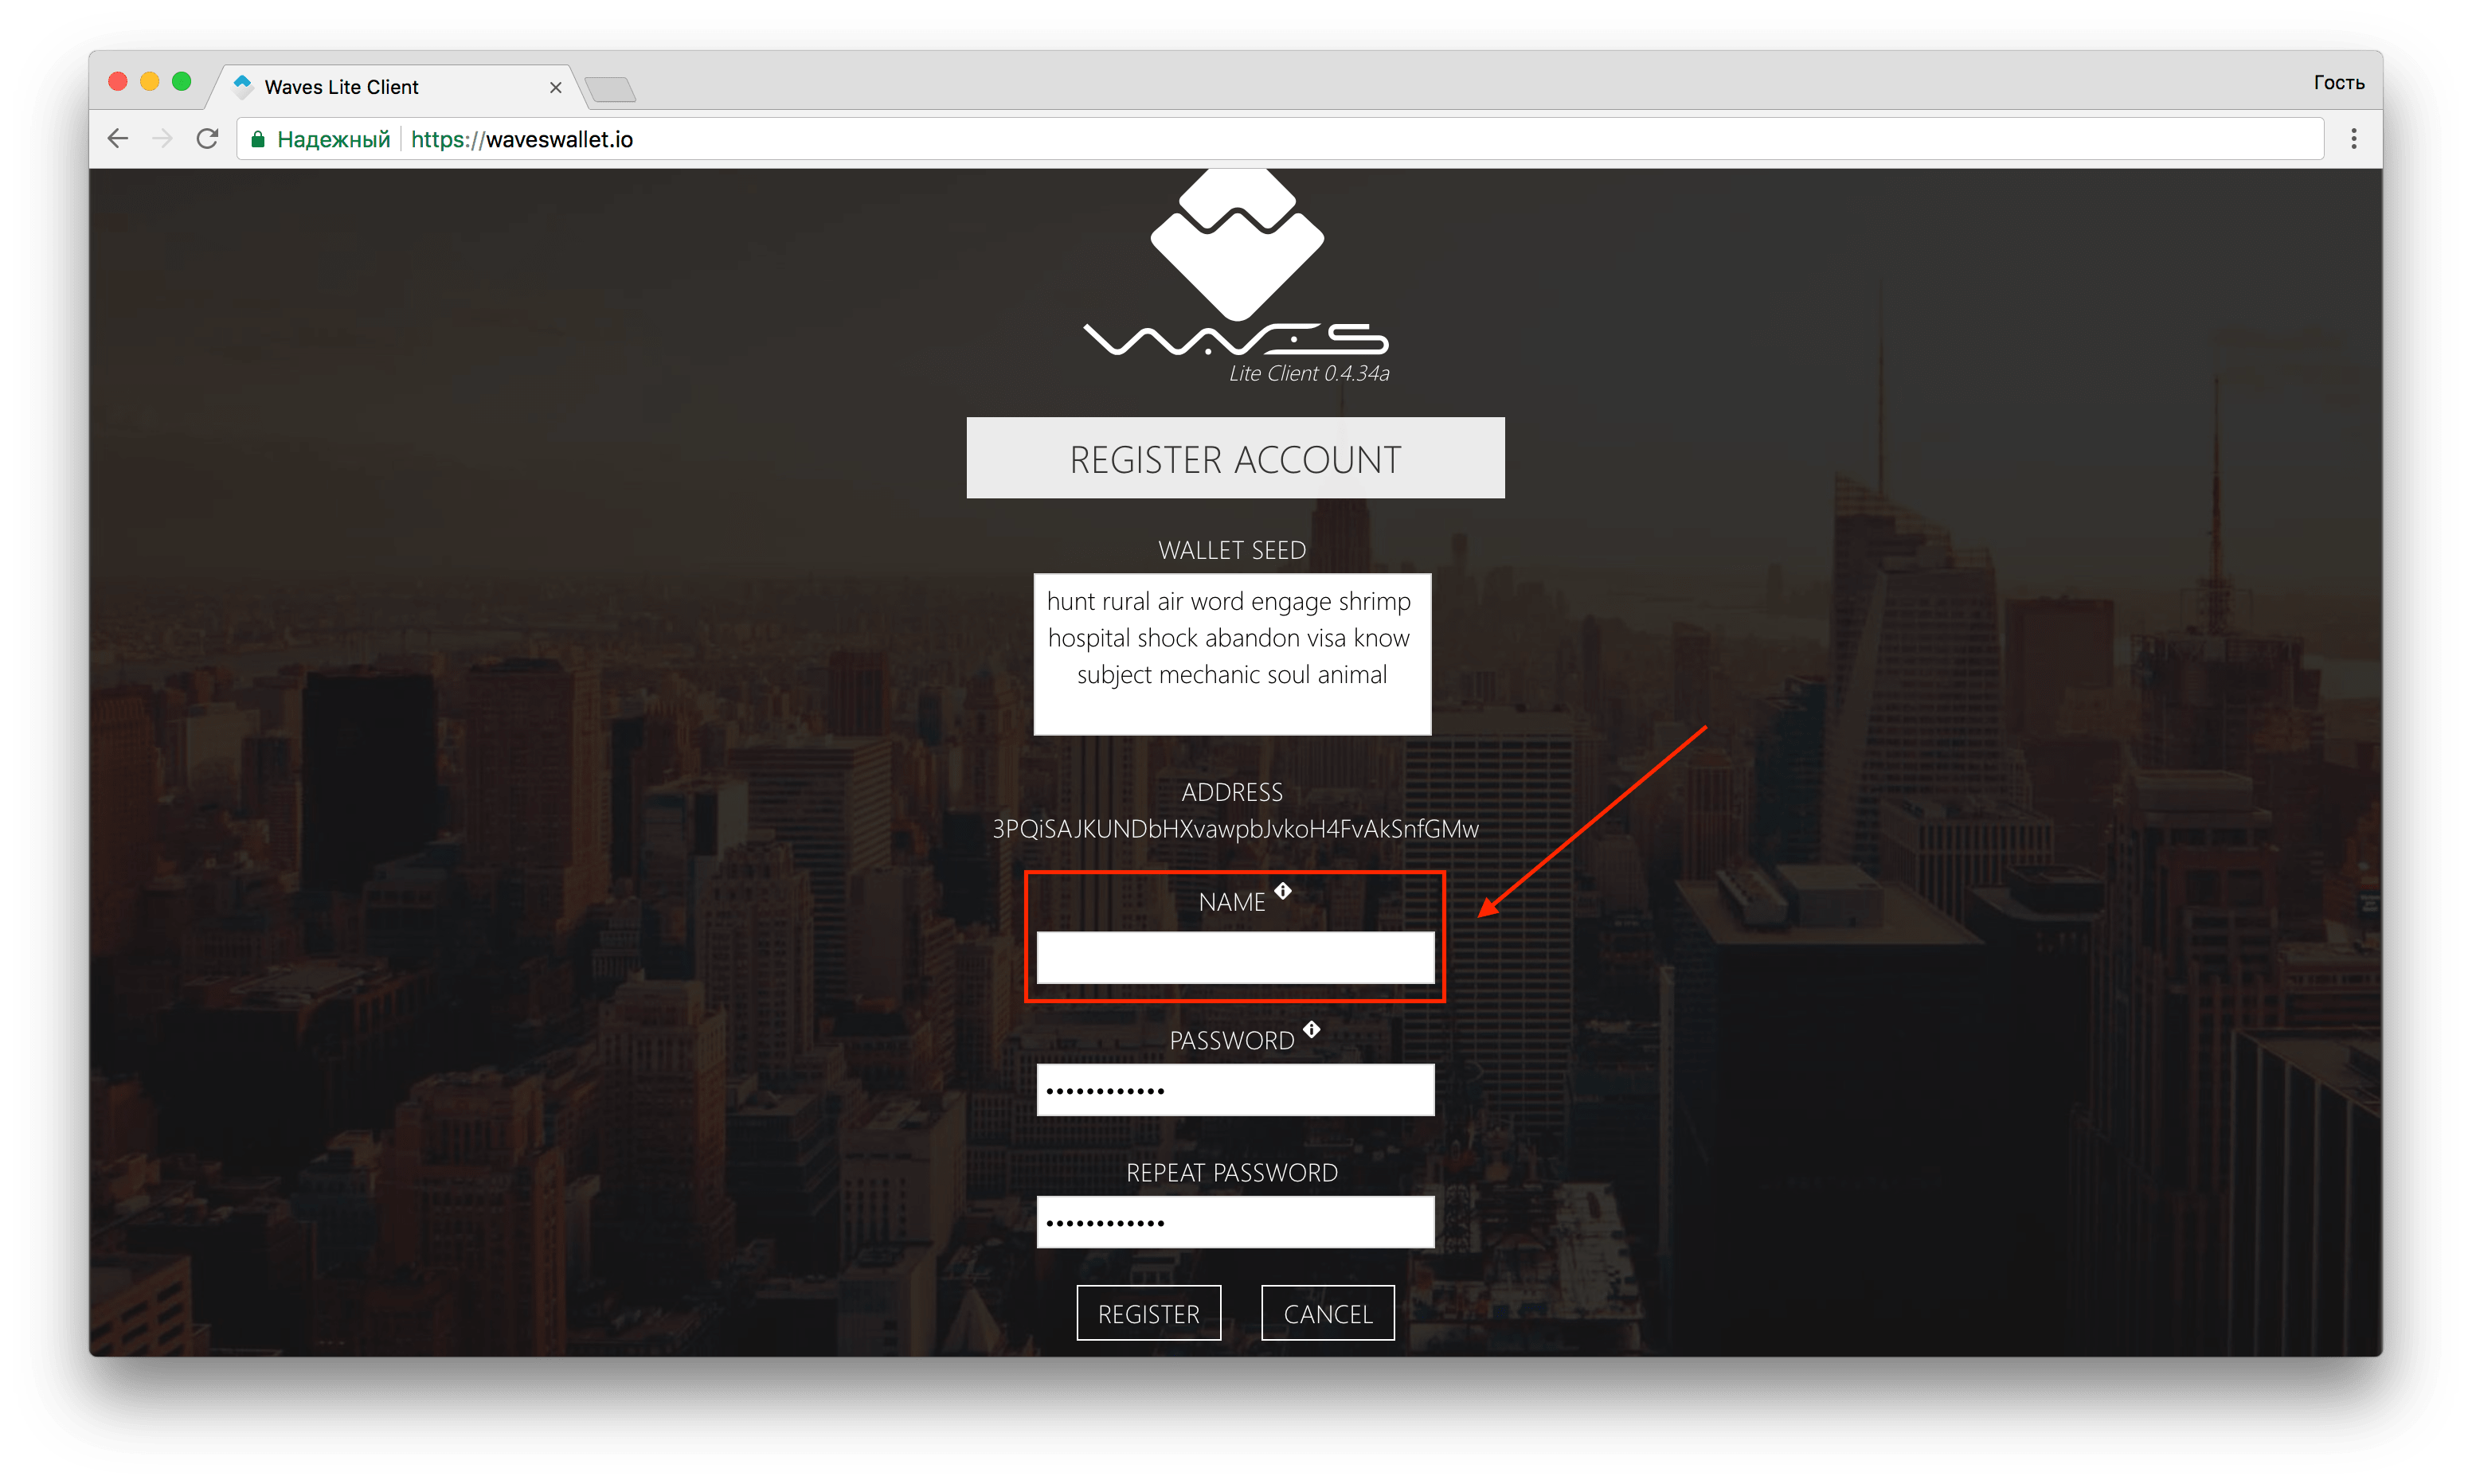 Waves Lite Client
Гость
Надежный
https://waveswallet.io
WAVES
Lite Client 0.4.34a
REGISTER ACCOUNT
WALLET SEED
hunt rural air word engage shrimp
hospital shock abandon visa know
subject mechanic soul animal
ADDRESS
3PQiSAJKUNDbHXvawpbJvkoH4FvAkSnfGMw
NAME
PASSWORD
••••••••••••
REPEAT PASSWORD
••••••••••••
REGISTER
CANCEL